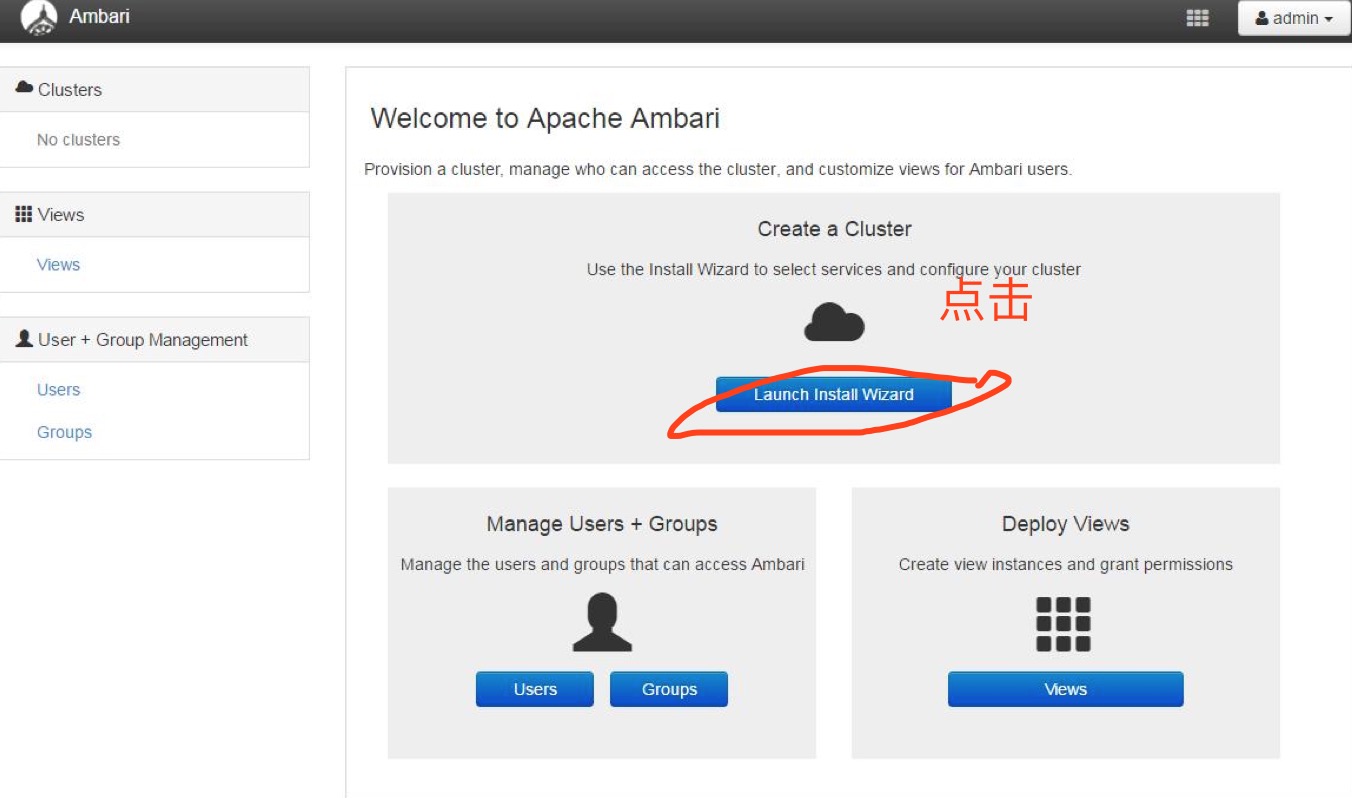 Ambari
admin
Clusters
No clusters
Views
Views
User + Group Management
Users
Groups
Welcome to Apache Ambari
Provision a cluster, manage who can access the cluster, and customize views for Ambari users.
Create a Cluster
Use the Install Wizard to select services and configure your cluster
点击
Launch Install Wizard
Manage Users + Groups
Manage the users and groups that can access Ambari
Users
Groups
Deploy Views
Create view instances and grant permissions
Views